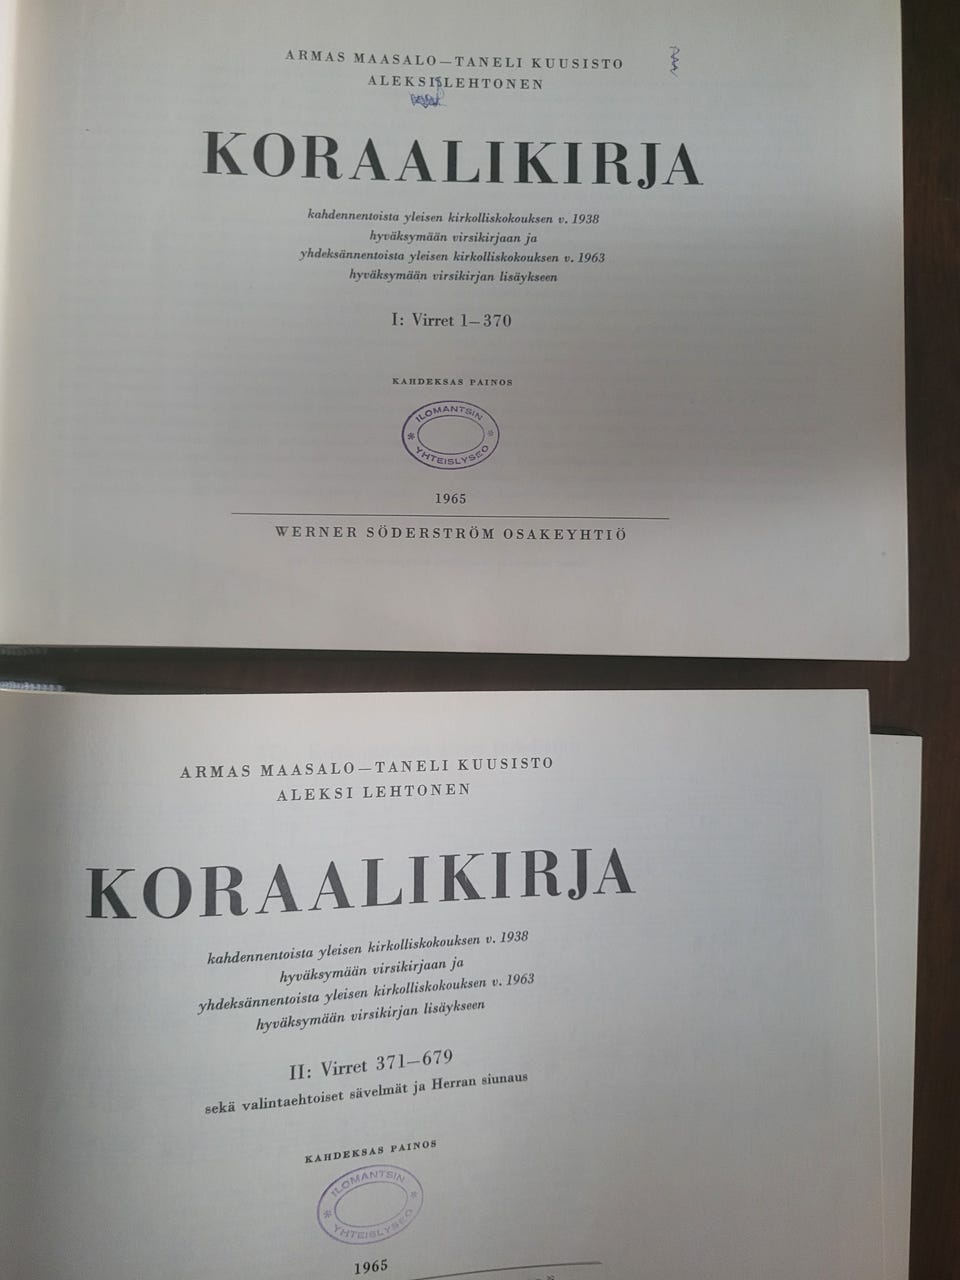 ARMAS MAASALO—TANELI KUUSISTO
ALEKSI LEHTONEN
KORAALIKIRJA
kahdennentoista yleisen kirkolliskokouksen v. 1938
hyväksymään virsikirjaan ja
yhdeksännentoista yleisen kirkolliskokouksen v. 1963
hyväksymään virsikirjan lisäykseen
I: Virret 1—370
KAHDEKSAS PAINOS
ILOMANTSIN
YHTEISLYSEO
1965
WERNER SÖDERSTRÖM OSAKEYHTIÖ
ARMAS MAASALO—TANELI KUUSISTO
ALEKSI LEHTONEN
KORAALIKIRJA
kahdennentoista yleisen kirkolliskokouksen v. 1938
hyväksymään virsikirjaan ja
yhdeksännentoista yleisen kirkolliskokouksen v. 1963
hyväksymään virsikirjan lisäykseen
II: Virret 371—679
sekä valintaehtoiset sävelmät ja Herran siunaus
KAHDEKSAS PAINOS
ILOMANTSIN
YHTEISLYSEO
1965